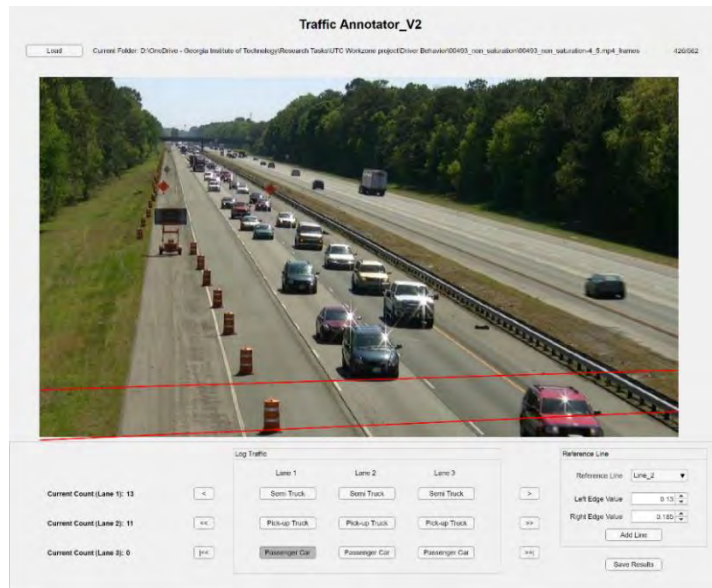 Traffic Annotator_V2
Load
Current Folder: D:\OneDrive - Georgia Institute of Technology\Research Tasks\UTC Workzone project\Driver Behavior\00493_non_saturation\00493_non_saturation-4_5.mp4_frames
426/562
Log Traffic
Reference Line
Lane 1
Lane 2
Lane 3
Reference Line
Line_2
Current Count (Lane 1): 13
<
Semi Truck
Semi Truck
Semi Truck
>
Left Edge Value
0.13
Current Count (Lane 2): 11
<<
Pick-up Truck
Pick-up Truck
Pick-up Truck
>>
Right Edge Value
0.185
Add Line
Current Count (Lane 3): 0
|<<
Passenger Car
Passenger Car
Passenger Car
>>|
Save Results